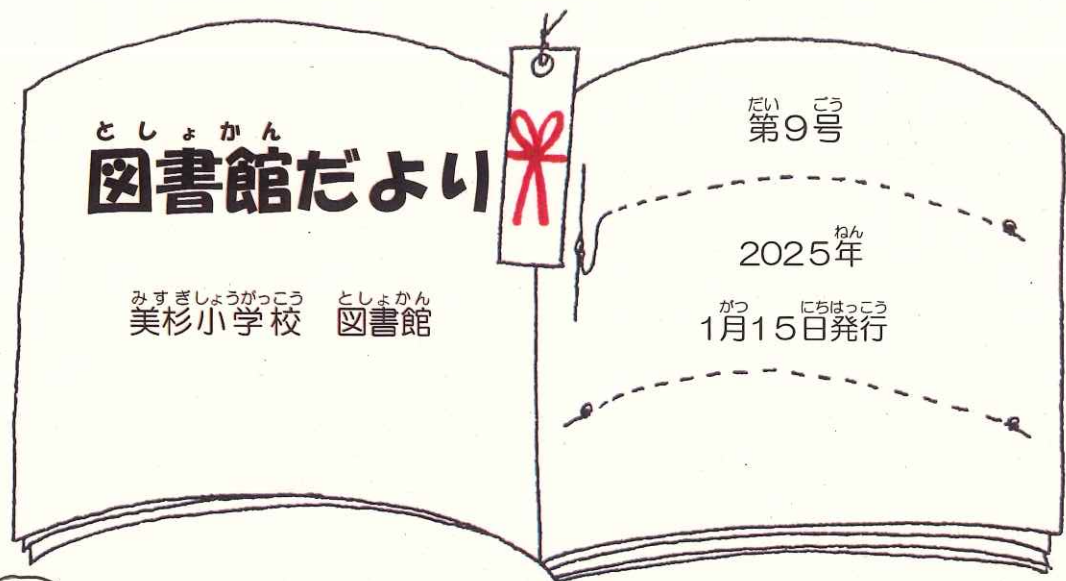 としょかん
図書館だより
みすぎしょうがっこう としょかん
美杉小学校 図書館
だい ごう
第9号
ねん
2025年
がつ にちはっこう
1月15日発行